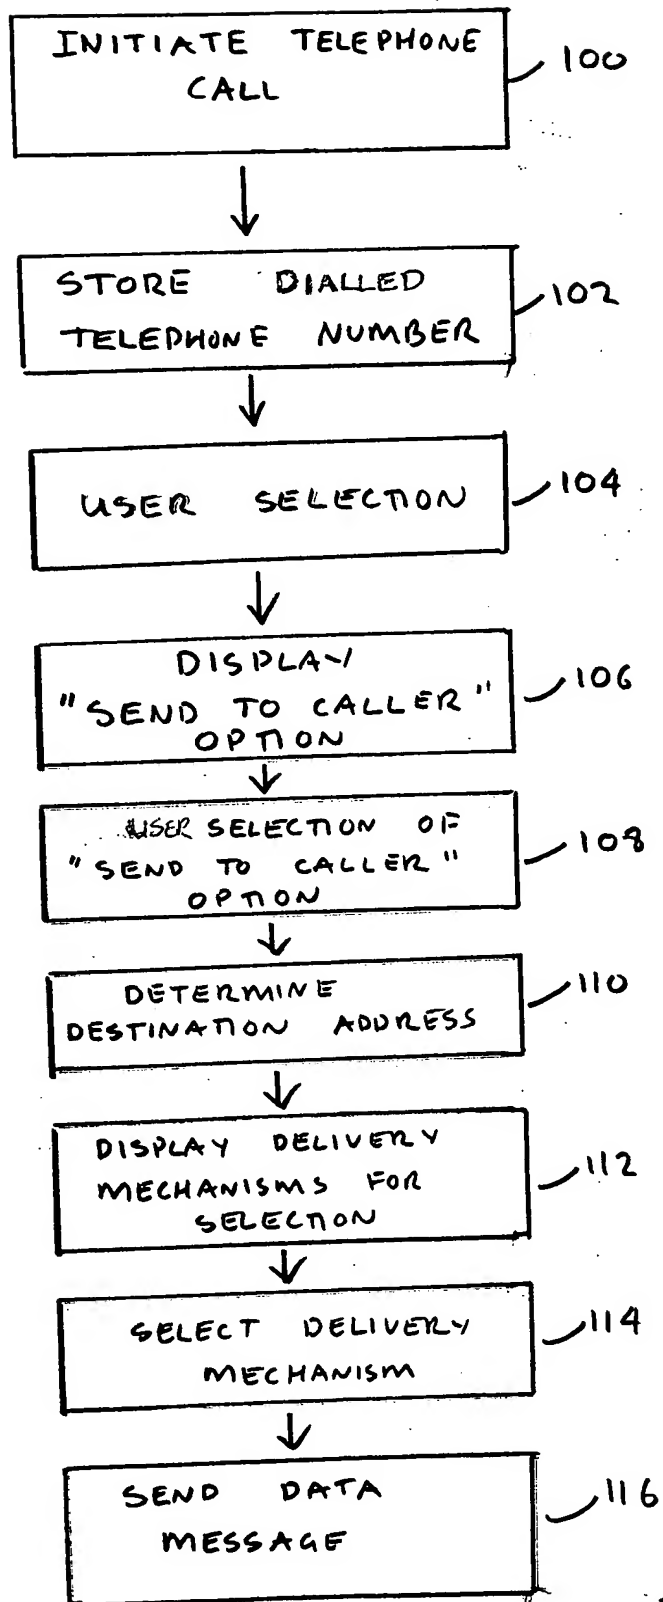 INITIATE TELEPHONE
CALL
100
STORE DIALLED
TELEPHONE NUMBER
102
USER SELECTION
104
DISPLAY
"SEND TO CALLER"
OPTION
106
USER SELECTION OF
"SEND TO CALLER"
OPTION
108
DETERMINE
DESTINATION ADDRESS
110
DISPLAY DELIVERY
MECHANISMS FOR
SELECTION
112
SELECT DELIVERY
MECHANISM
114
SEND DATA
MESSAGE
116